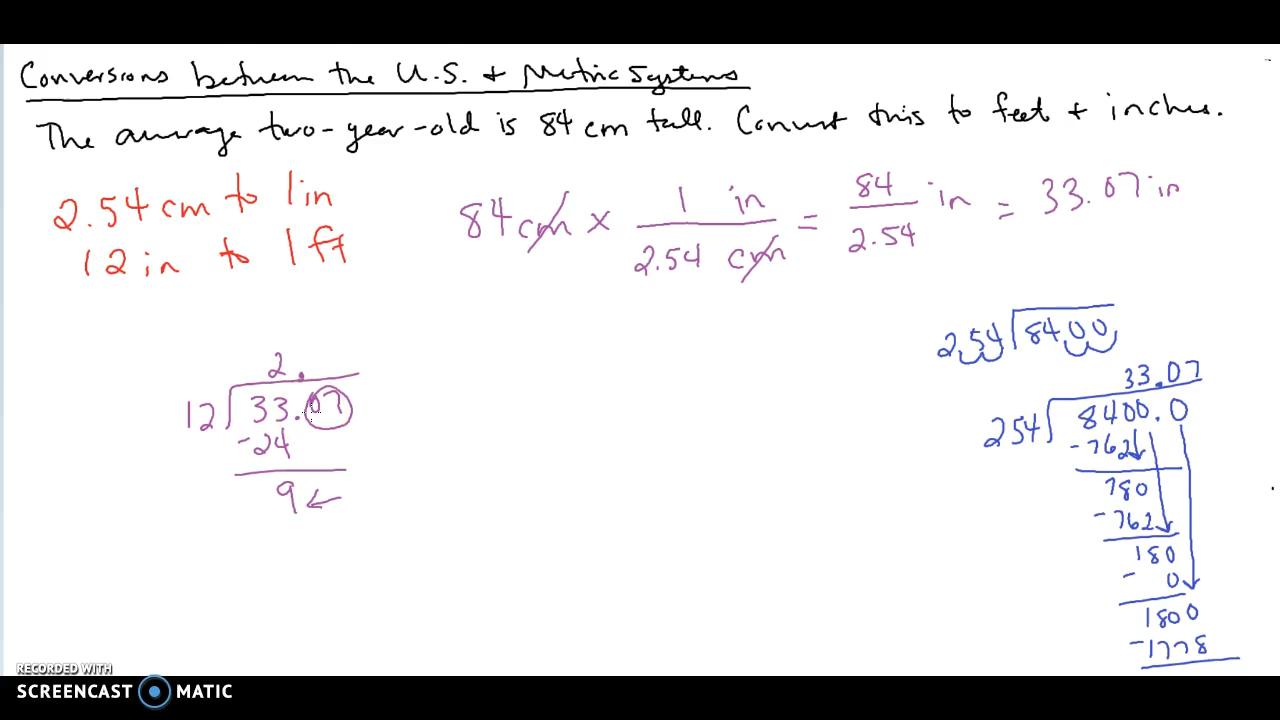 Conversions between the U.S. & Metric Systems
The average two-year-old is 84 cm tall. Convert this to feet + inches.
2.54 cm to 1 in
12 in to 1 ft
84 cm × 1 in / 2.54 cm = 84 / 2.54 in = 33.07 in
2.54 8400
33.07
254 8400.0
-762
780
-762
180
- 0
1800
-1778
2.
12 33.07
-24
9 ←
RECORDED WITH
SCREENCAST MATIC